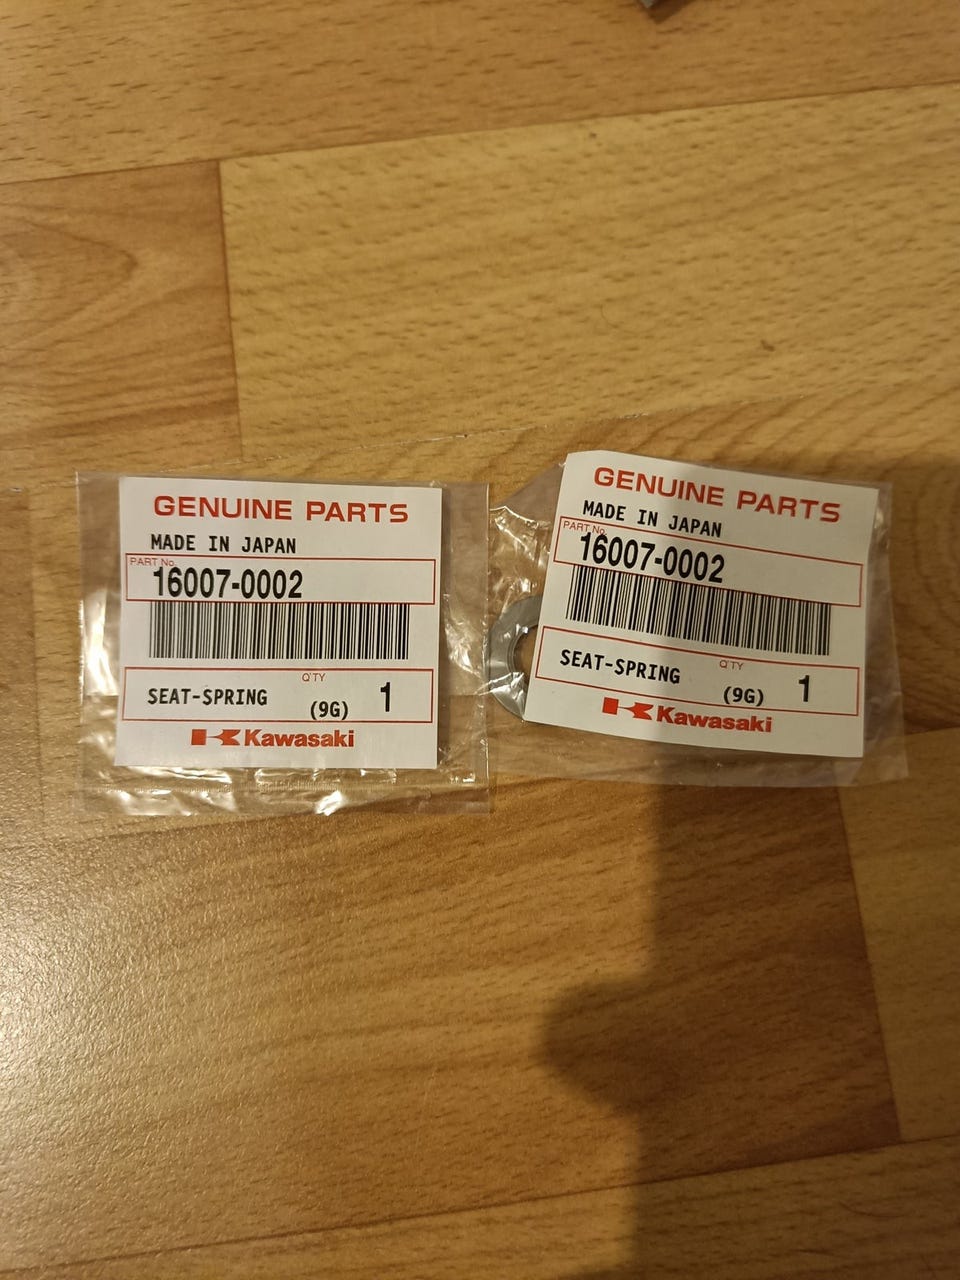 GENUINE PARTS
MADE IN JAPAN
PART No.
16007-0002
Q'TY
SEAT-SPRING (9G) 1
Kawasaki
GENUINE PARTS
MADE IN JAPAN
PART No.
16007-0002
Q'TY
SEAT-SPRING (9G) 1
Kawasaki